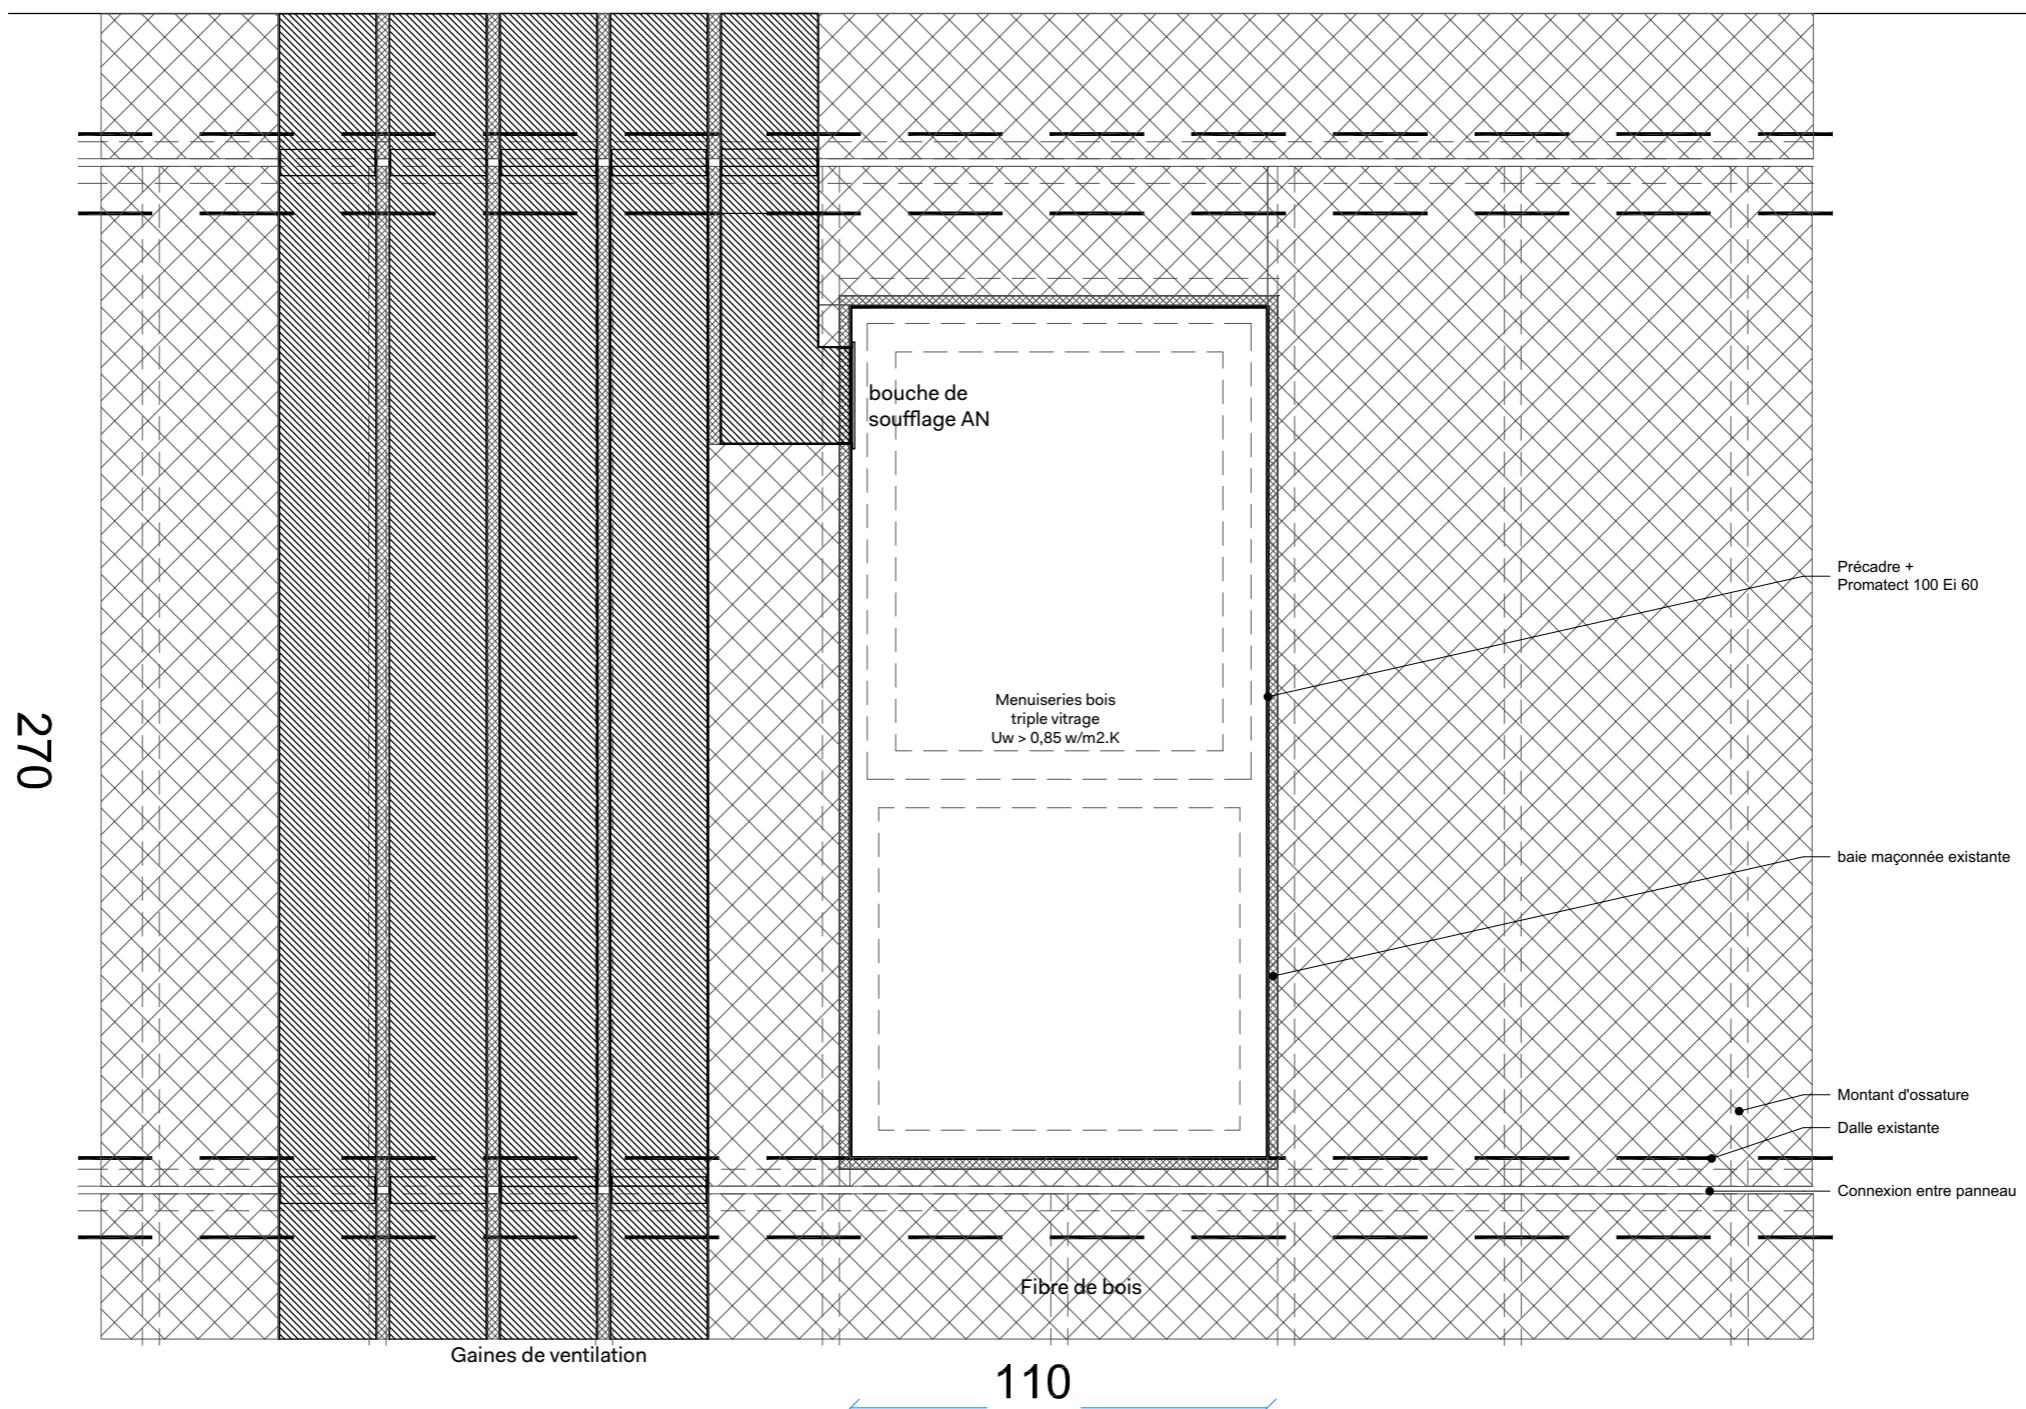 bouche de
soufflage AN
Précadre +
Promatect 100 Ei 60
Menuiseries bois
triple vitrage
Uw > 0,85 w/m2.K
270
baie maçonnée existante
Montant d'ossature
Dalle existante
Connexion entre panneau
Fibre de bois
Gaines de ventilation
110